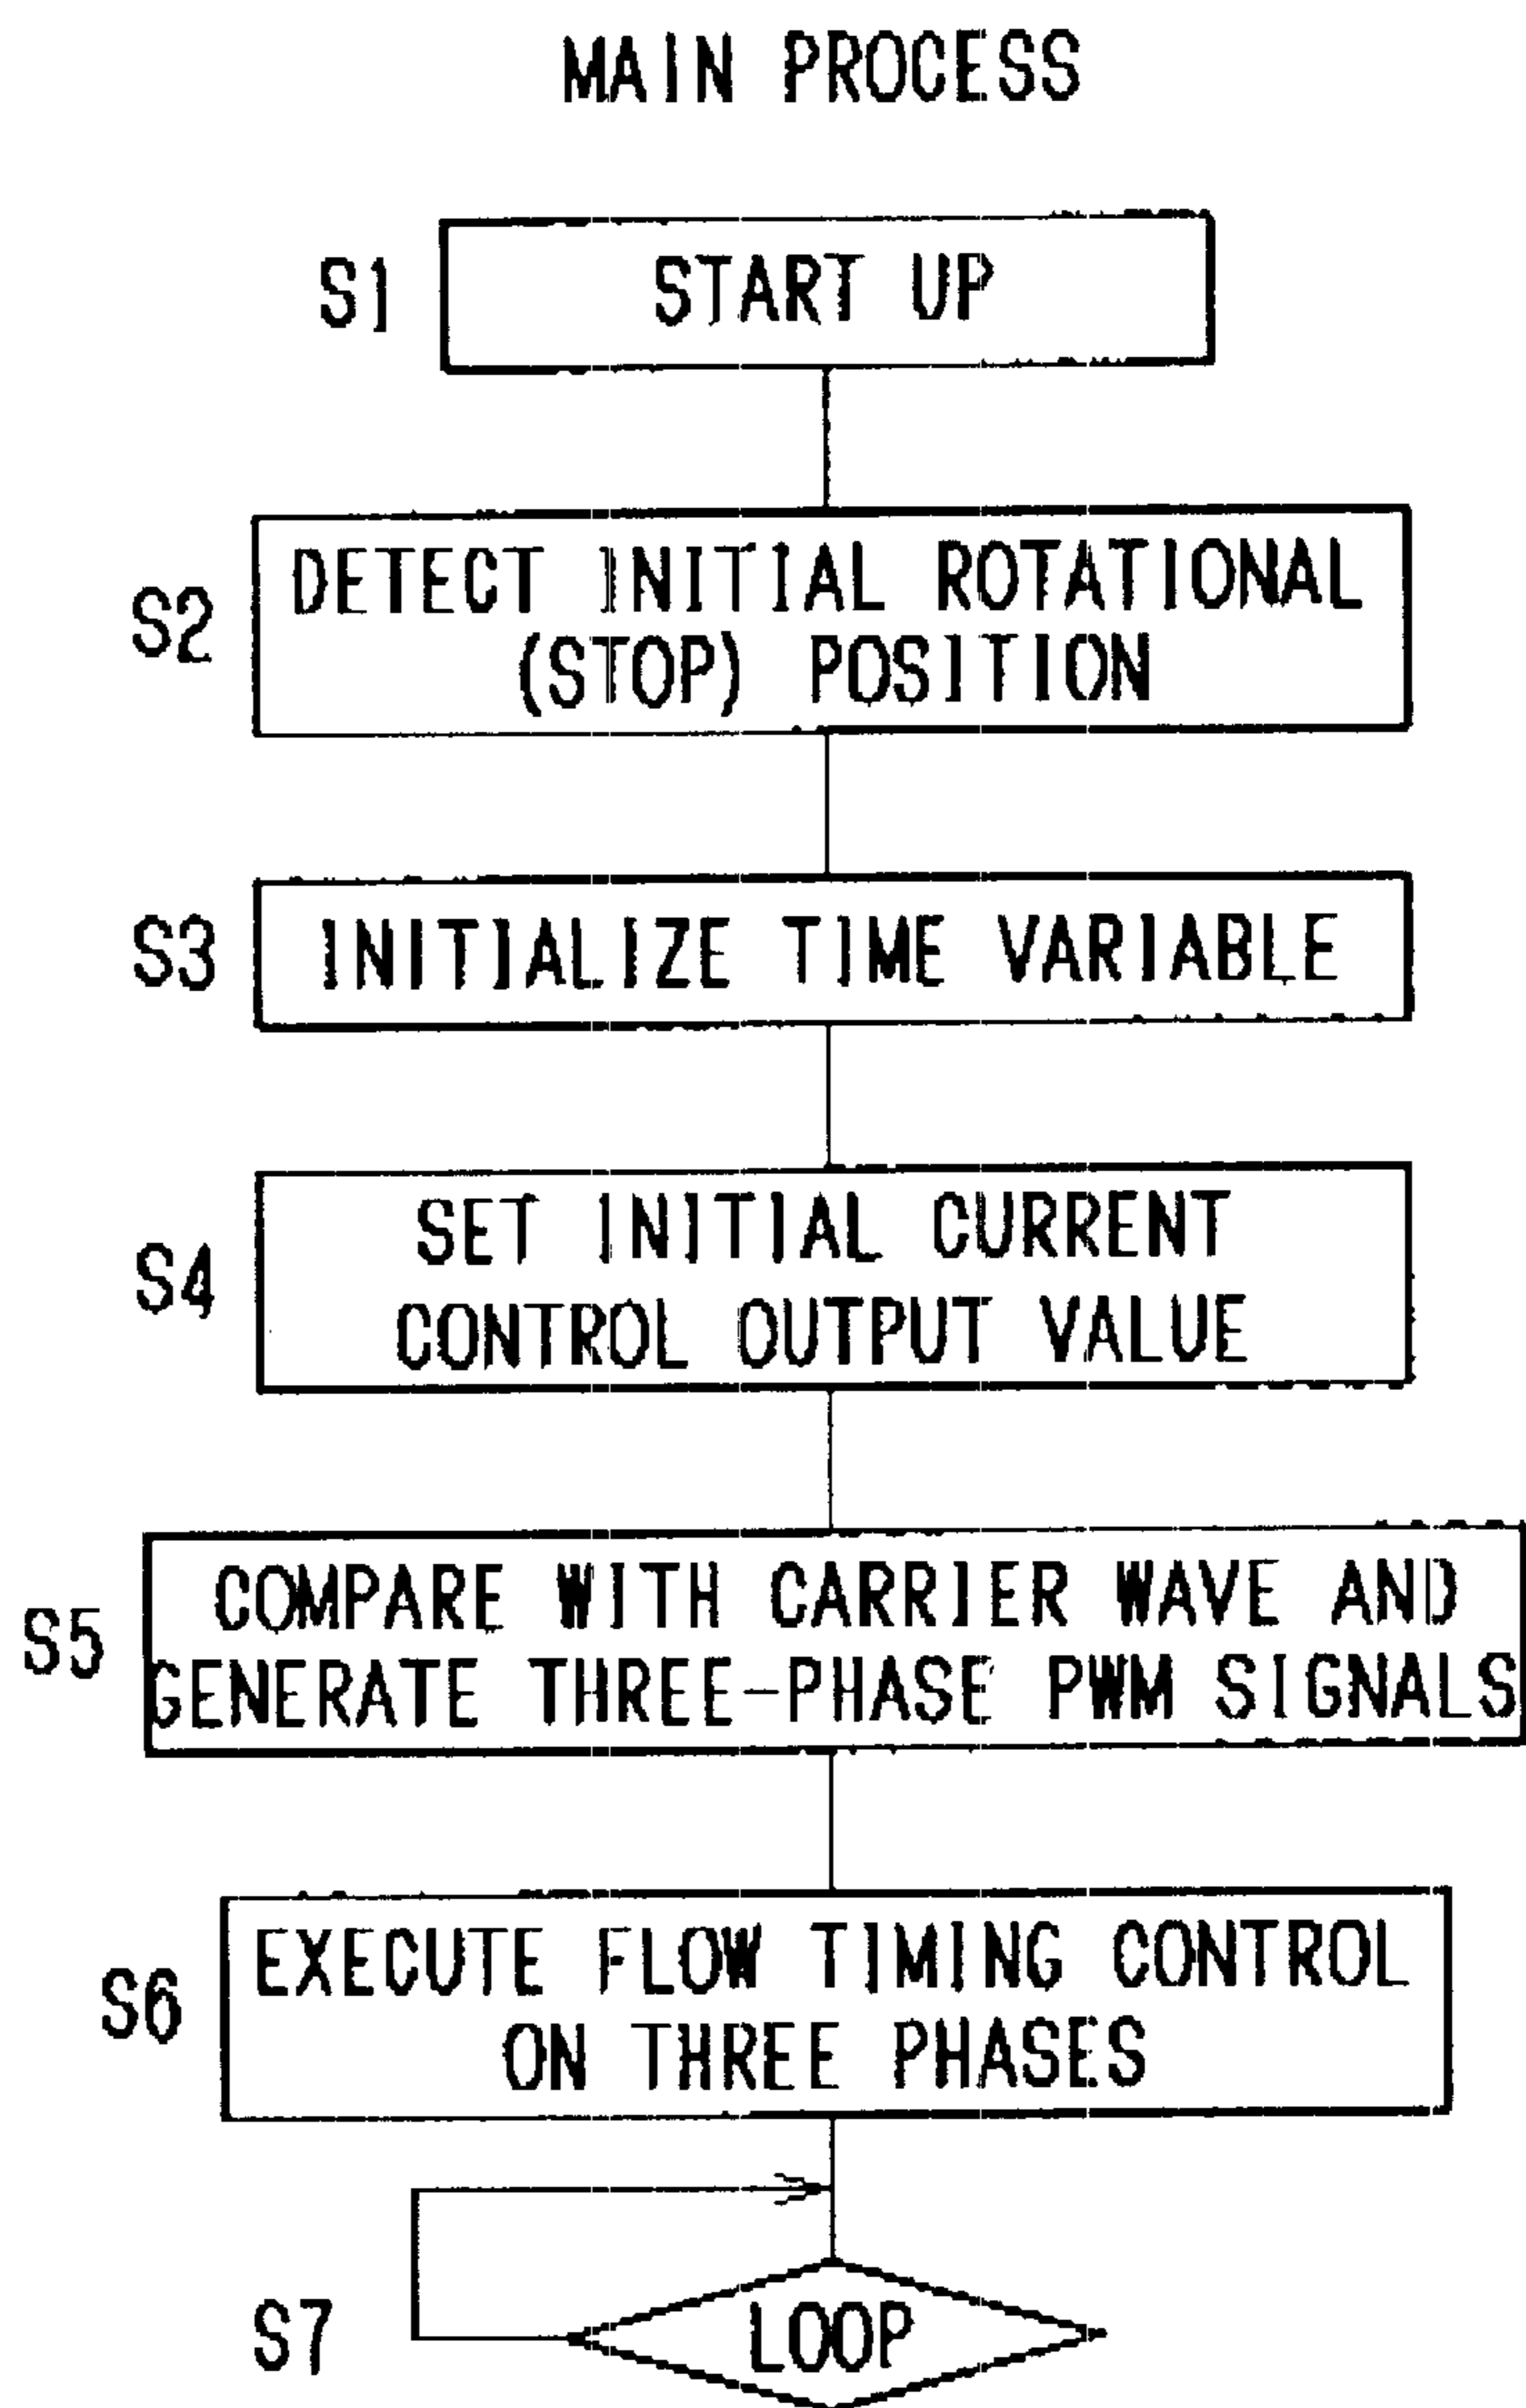 MAIN PROCESS
S1
START UP
S2
DETECT INITIAL ROTATIONAL
(STOP) POSITION
S3
INITIALIZE TIME VARIABLE
S4
SET INITIAL CURRENT
CONTROL OUTPUT VALUE
S5
COMPARE WITH CARRIER WAVE AND
GENERATE THREE-PHASE PWM SIGNALS
S6
EXECUTE FLOW TIMING CONTROL
ON THREE PHASES
S7
LOOP